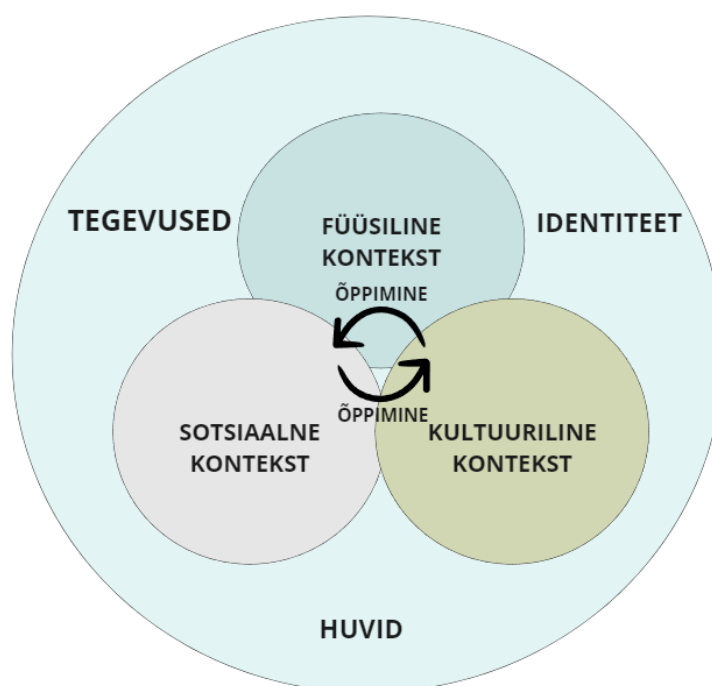 TEGEVUSED
IDENTITEET
FÜÜSILINE
KONTEKST
ÕPPIMINE
ÕPPIMINE
SOTSIAALNE
KONTEKST
KULTUURILINE
KONTEKST
HUVID